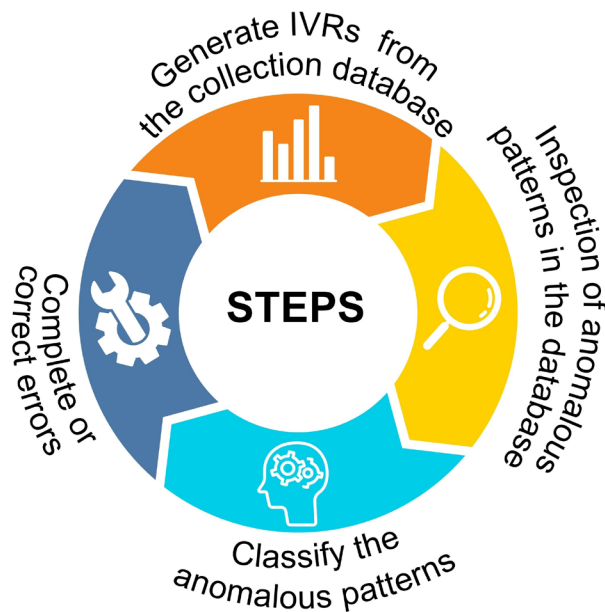 Generate IVRs from
the collection database
Inspection of anomalous
patterns in the database
STEPS
Complete or
correct errors
Classify the
anomalous patterns